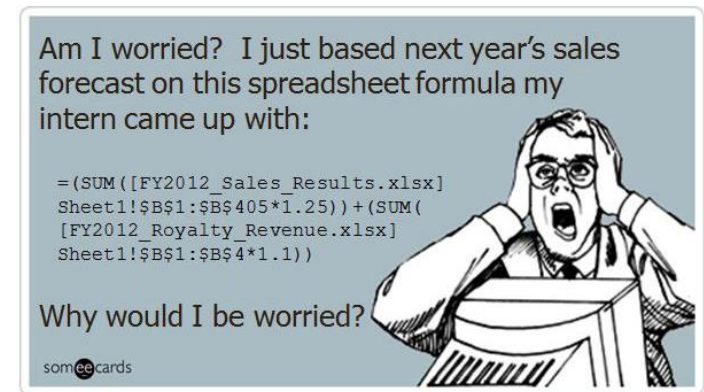 Am I worried?  I just based next year's sales
forecast on this spreadsheet formula my
intern came up with:
=(SUM([FY2012_Sales_Results.xlsx]
Sheet1!$B$1:$B$405*1.25))+(SUM(
[FY2012_Royalty_Revenue.xlsx]
Sheet1!$B$1:$B$4*1.1))
Why would I be worried?
someecards